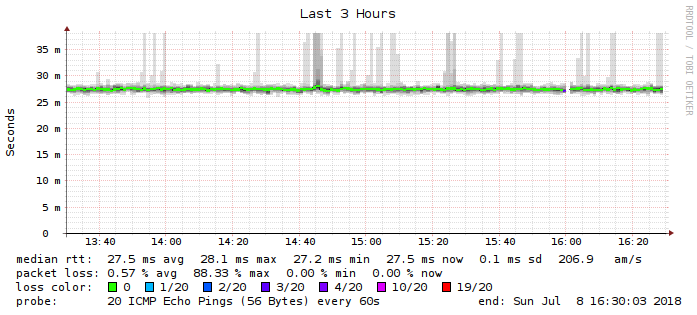 Last 3 Hours
RRDTOOL / TOBI OETIKER
Seconds
35 m
30 m
25 m
20 m
15 m
10 m
5 m
0
13:40 14:00 14:20 14:40 15:00 15:20 15:40 16:00 16:20
median rtt: 27.5 ms avg 28.1 ms max 27.2 ms min 27.5 ms now 0.1 ms sd 206.9 am/s
packet loss: 0.57 % avg 88.33 % max 0.00 % min 0.00 % now
loss color: 0 1/20 2/20 3/20 4/20 10/20 19/20
probe: 20 ICMP Echo Pings (56 Bytes) every 60s end: Sun Jul 8 16:30:03 2018